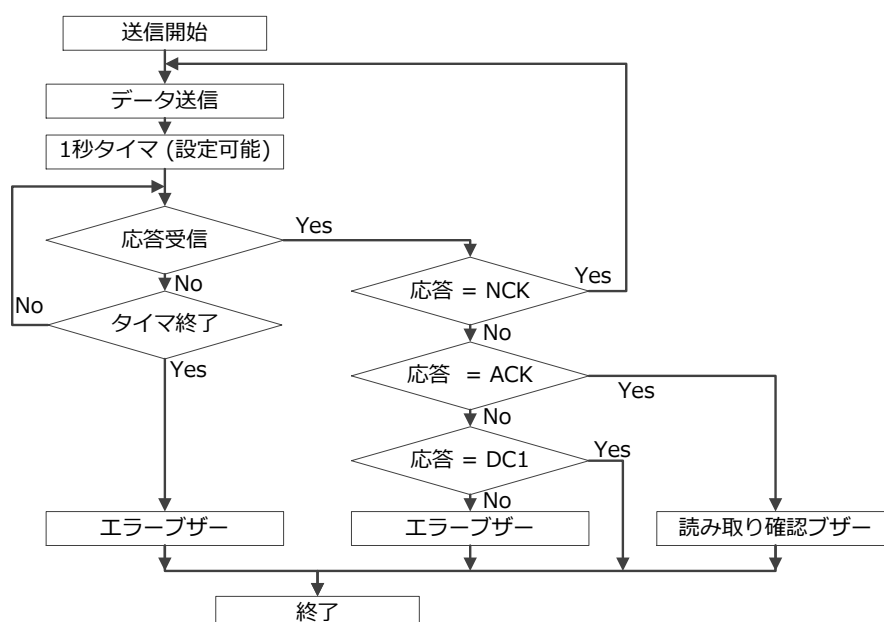 送信開始
データ送信
1秒タイマ (設定可能)
応答受信
Yes
No
タイマ終了
No
Yes
応答 = NCK
Yes
No
応答 = ACK
Yes
No
応答 = DC1
Yes
No
エラーブザー
エラーブザー
読み取り確認ブザー
終了